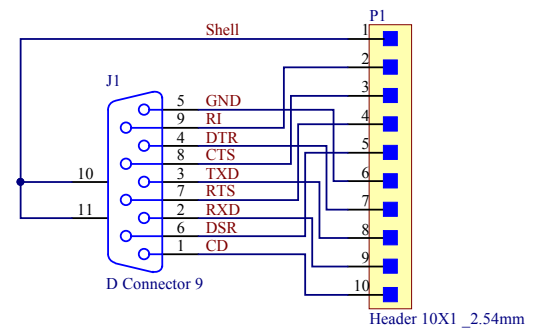 P1
Shell
1
2
3
4
5
6
7
8
9
10
J1
5 GND
9 RI
4 DTR
8 CTS
3 TXD
7 RTS
2 RXD
6 DSR
1 CD
10
11
D Connector 9
Header 10X1 _2.54mm